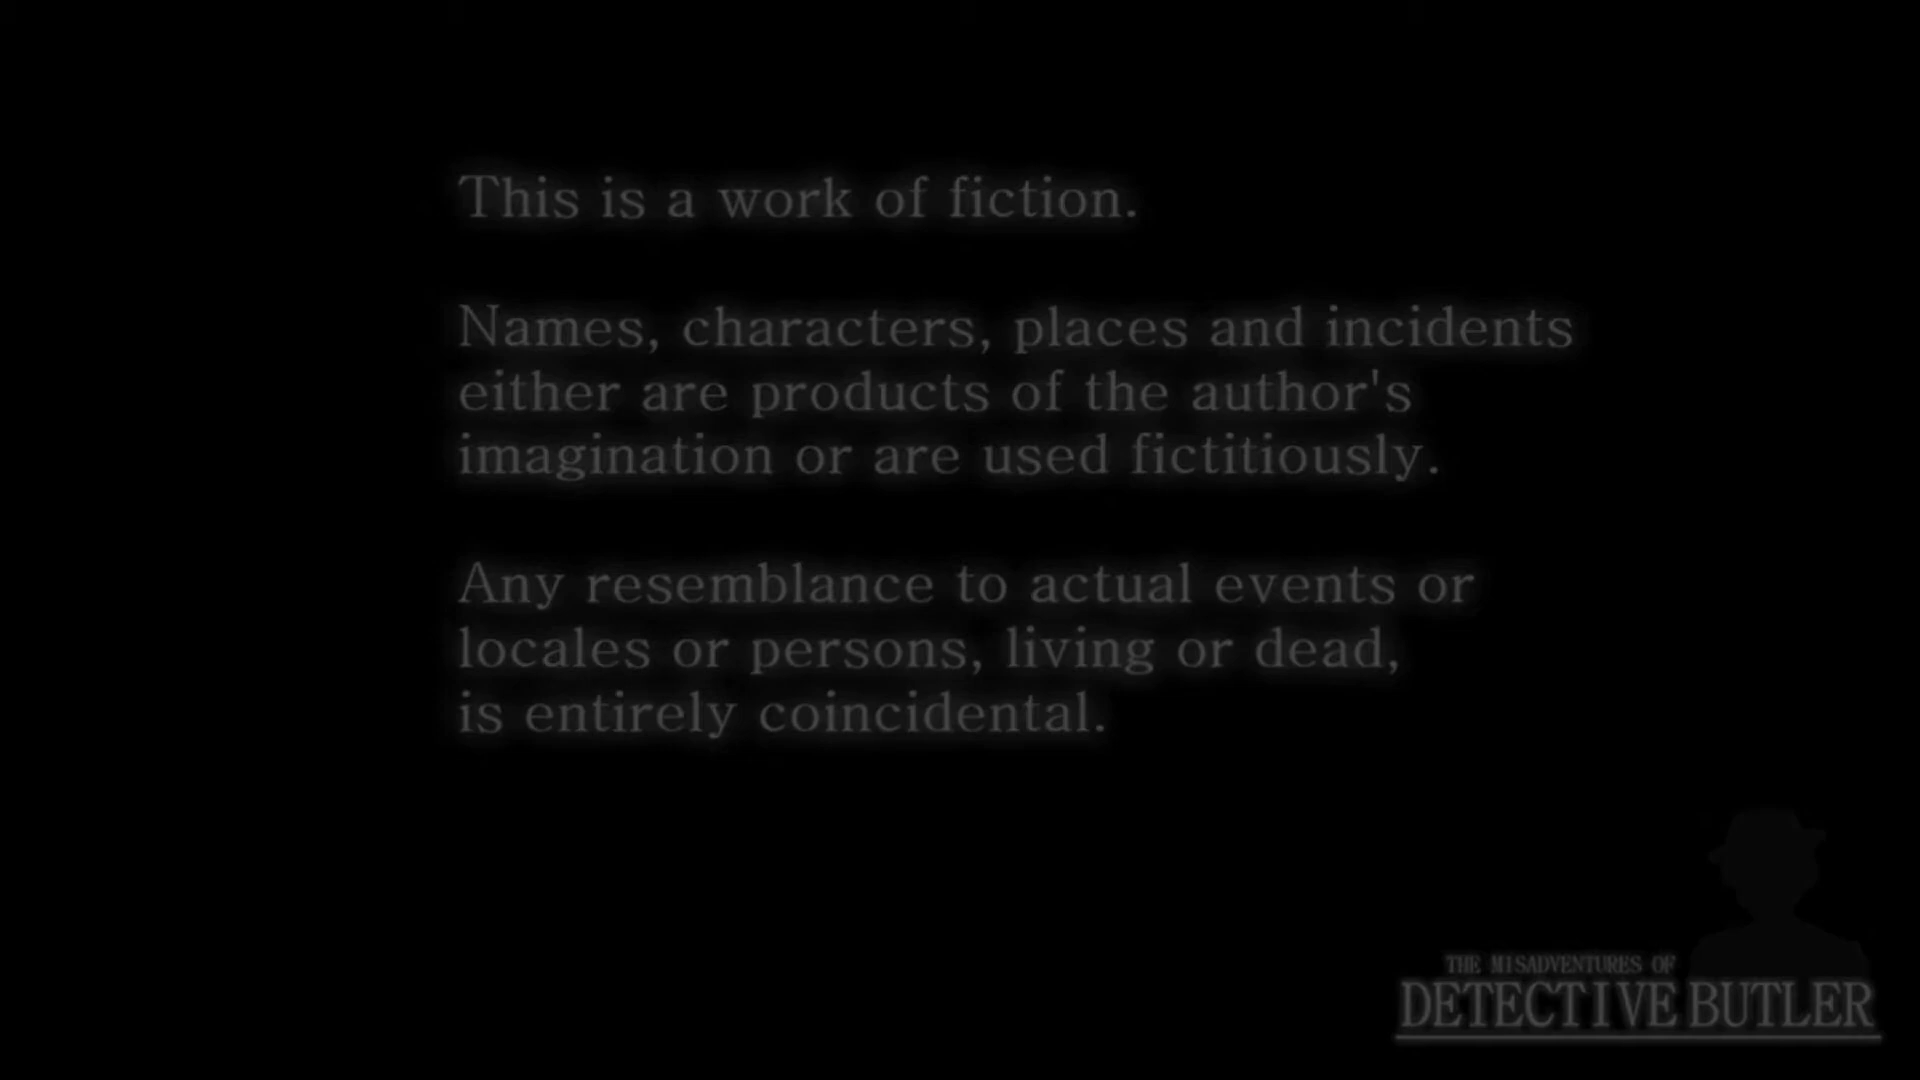 This is a work of fiction.
Names, characters, places and incidents
either are products of the author's
imagination or are used fictitiously.
Any resemblance to actual events or
locales or persons, living or dead,
is entirely coincidental.
THE MISADVENTURES OF
DETECTIVE BUTLER